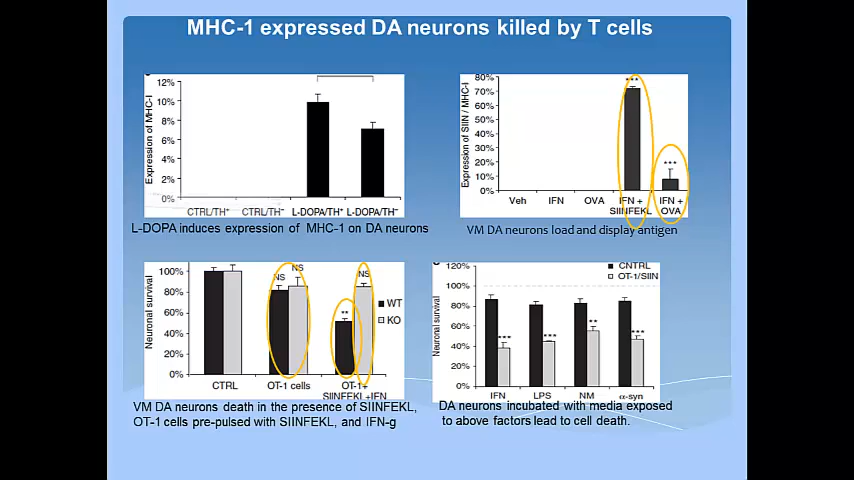 MHC-1 expressed DA neurons killed by T cells
Expression of MHC-I
12%
10%
8%
6%
4%
2%
0%
CTRL/TH⁺
CTRL/TH⁻
L-DOPA/TH⁺
L-DOPA/TH⁻
L-DOPA induces expression of MHC-1 on DA neurons
Expression of SIIN / MHC-I
80%
70%
60%
50%
40%
30%
20%
10%
0%
***
***
Veh
IFN
OVA
IFN +
SIINFEKL
IFN +
OVA
VM DA neurons load and display antigen
Neuronal survival
100%
80%
60%
40%
20%
0%
NS
NS
**
NS
WT
KO
CTRL
OT-1 cells
OT-1+
SIINFEKL +IFN
VM DA neurons death in the presence of SIINFEKL,
OT-1 cells pre-pulsed with SIINFEKL, and IFN-g
Neuronal survival
120%
100%
80%
60%
40%
20%
0%
CNTRL
OT-1/SIIN
***
***
**
***
IFN
LPS
NM
α-syn
DA neurons incubated with media exposed
to above factors lead to cell death.